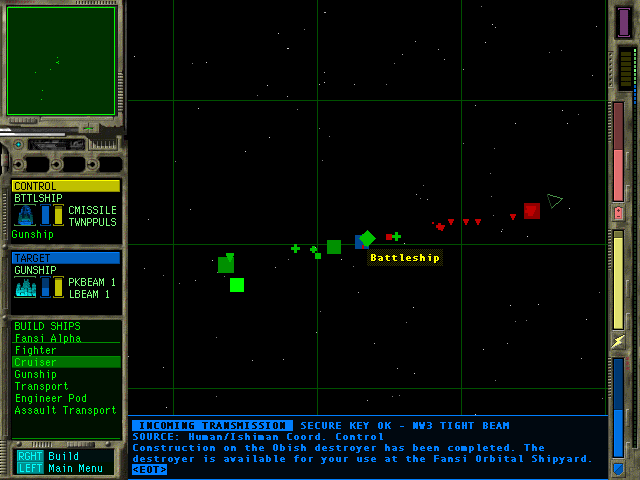 CONTROL
BTTLSHIP
CMISSILE
TWNPPULS
Gunship
TARGET
GUNSHIP
PKBEAM 1
LBEAM 1
BUILD SHIPS
Fansi Alpha
Fighter
Cruiser
Gunship
Transport
Engineer Pod
Assault Transport
RGHT Build
LEFT Main Menu
Battleship
INCOMING TRANSMISSION SECURE KEY OK - NW3 TIGHT BEAM
SOURCE: Human/Ishiman Coord. Control
Construction on the Obish destroyer has been completed. The
destroyer is available for your use at the Fansi Orbital Shipyard.
<EOT>